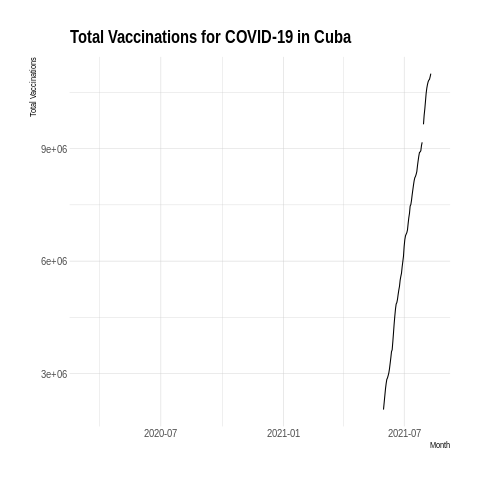 Total Vaccinations for COVID-19 in Cuba
Total Vaccinations
9e+06
6e+06
3e+06
2020-07 2021-01 2021-07
Month